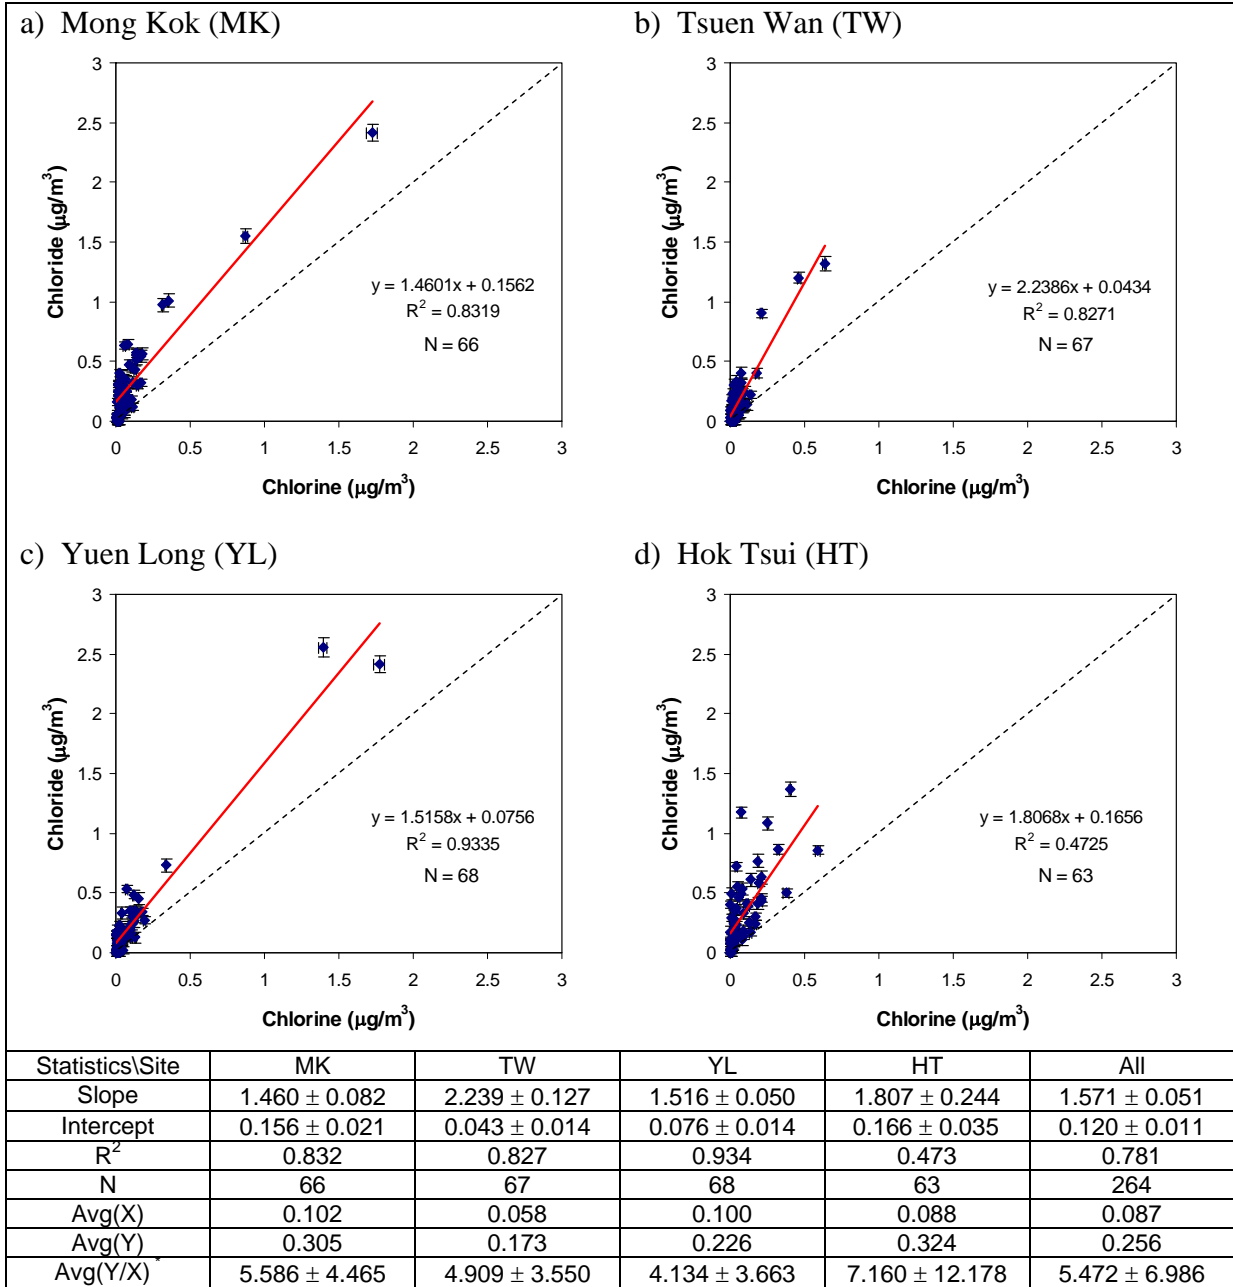 a) Mong Kok (MK)
3
2.5
2
1.5
1
0.5
0
Chloride (μg/m³)
y = 1.4601x + 0.1562
R² = 0.8319
N = 66
0 0.5 1 1.5 2 2.5 3
Chlorine (μg/m³)
b) Tsuen Wan (TW)
3
2.5
2
1.5
1
0.5
0
Chloride (μg/m³)
y = 2.2386x + 0.0434
R² = 0.8271
N = 67
0 0.5 1 1.5 2 2.5 3
Chlorine (μg/m³)
c) Yuen Long (YL)
3
2.5
2
1.5
1
0.5
0
Chloride (μg/m³)
y = 1.5158x + 0.0756
R² = 0.9335
N = 68
0 0.5 1 1.5 2 2.5 3
Chlorine (μg/m³)
d) Hok Tsui (HT)
3
2.5
2
1.5
1
0.5
0
Chloride (μg/m³)
y = 1.8068x + 0.1656
R² = 0.4725
N = 63
0 0.5 1 1.5 2 2.5 3
Chlorine (μg/m³)
Statistics\Site MK TW YL HT All
Slope 1.460 ± 0.082 2.239 ± 0.127 1.516 ± 0.050 1.807 ± 0.244 1.571 ± 0.051
Intercept 0.156 ± 0.021 0.043 ± 0.014 0.076 ± 0.014 0.166 ± 0.035 0.120 ± 0.011
R² 0.832 0.827 0.934 0.473 0.781
N 66 67 68 63 264
Avg(X) 0.102 0.058 0.100 0.088 0.087
Avg(Y) 0.305 0.173 0.226 0.324 0.256
Avg(Y/X) * 5.586 ± 4.465 4.909 ± 3.550 4.134 ± 3.663 7.160 ± 12.178 5.472 ± 6.986